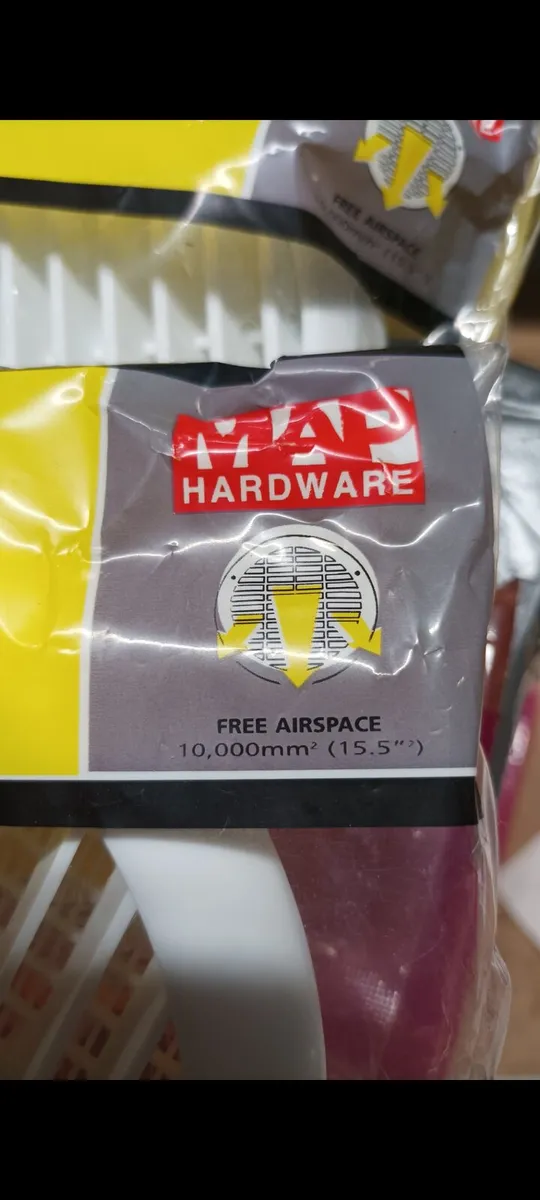 FREE AIRSPACE
MAP
HARDWARE
FREE AIRSPACE
10,000mm² (15.5"²)